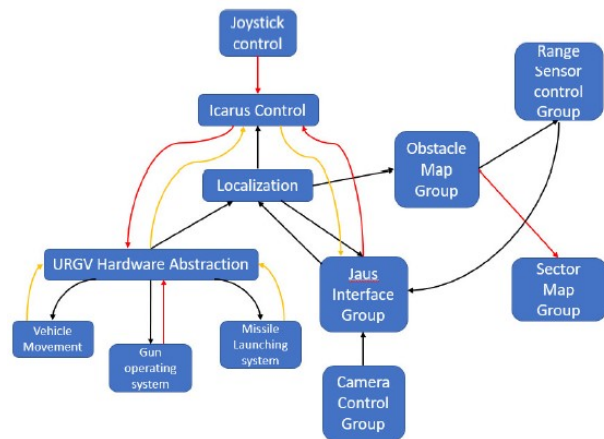 Joystick
control
Range
Sensor
control
Group
Icarus Control
Obstacle
Map
Group
Localization
URGV Hardware Abstraction
Jaus
Interface
Group
Sector
Map
Group
Vehicle
Movement
Gun
operating
system
Missile
Launching system
Camera
Control
Group